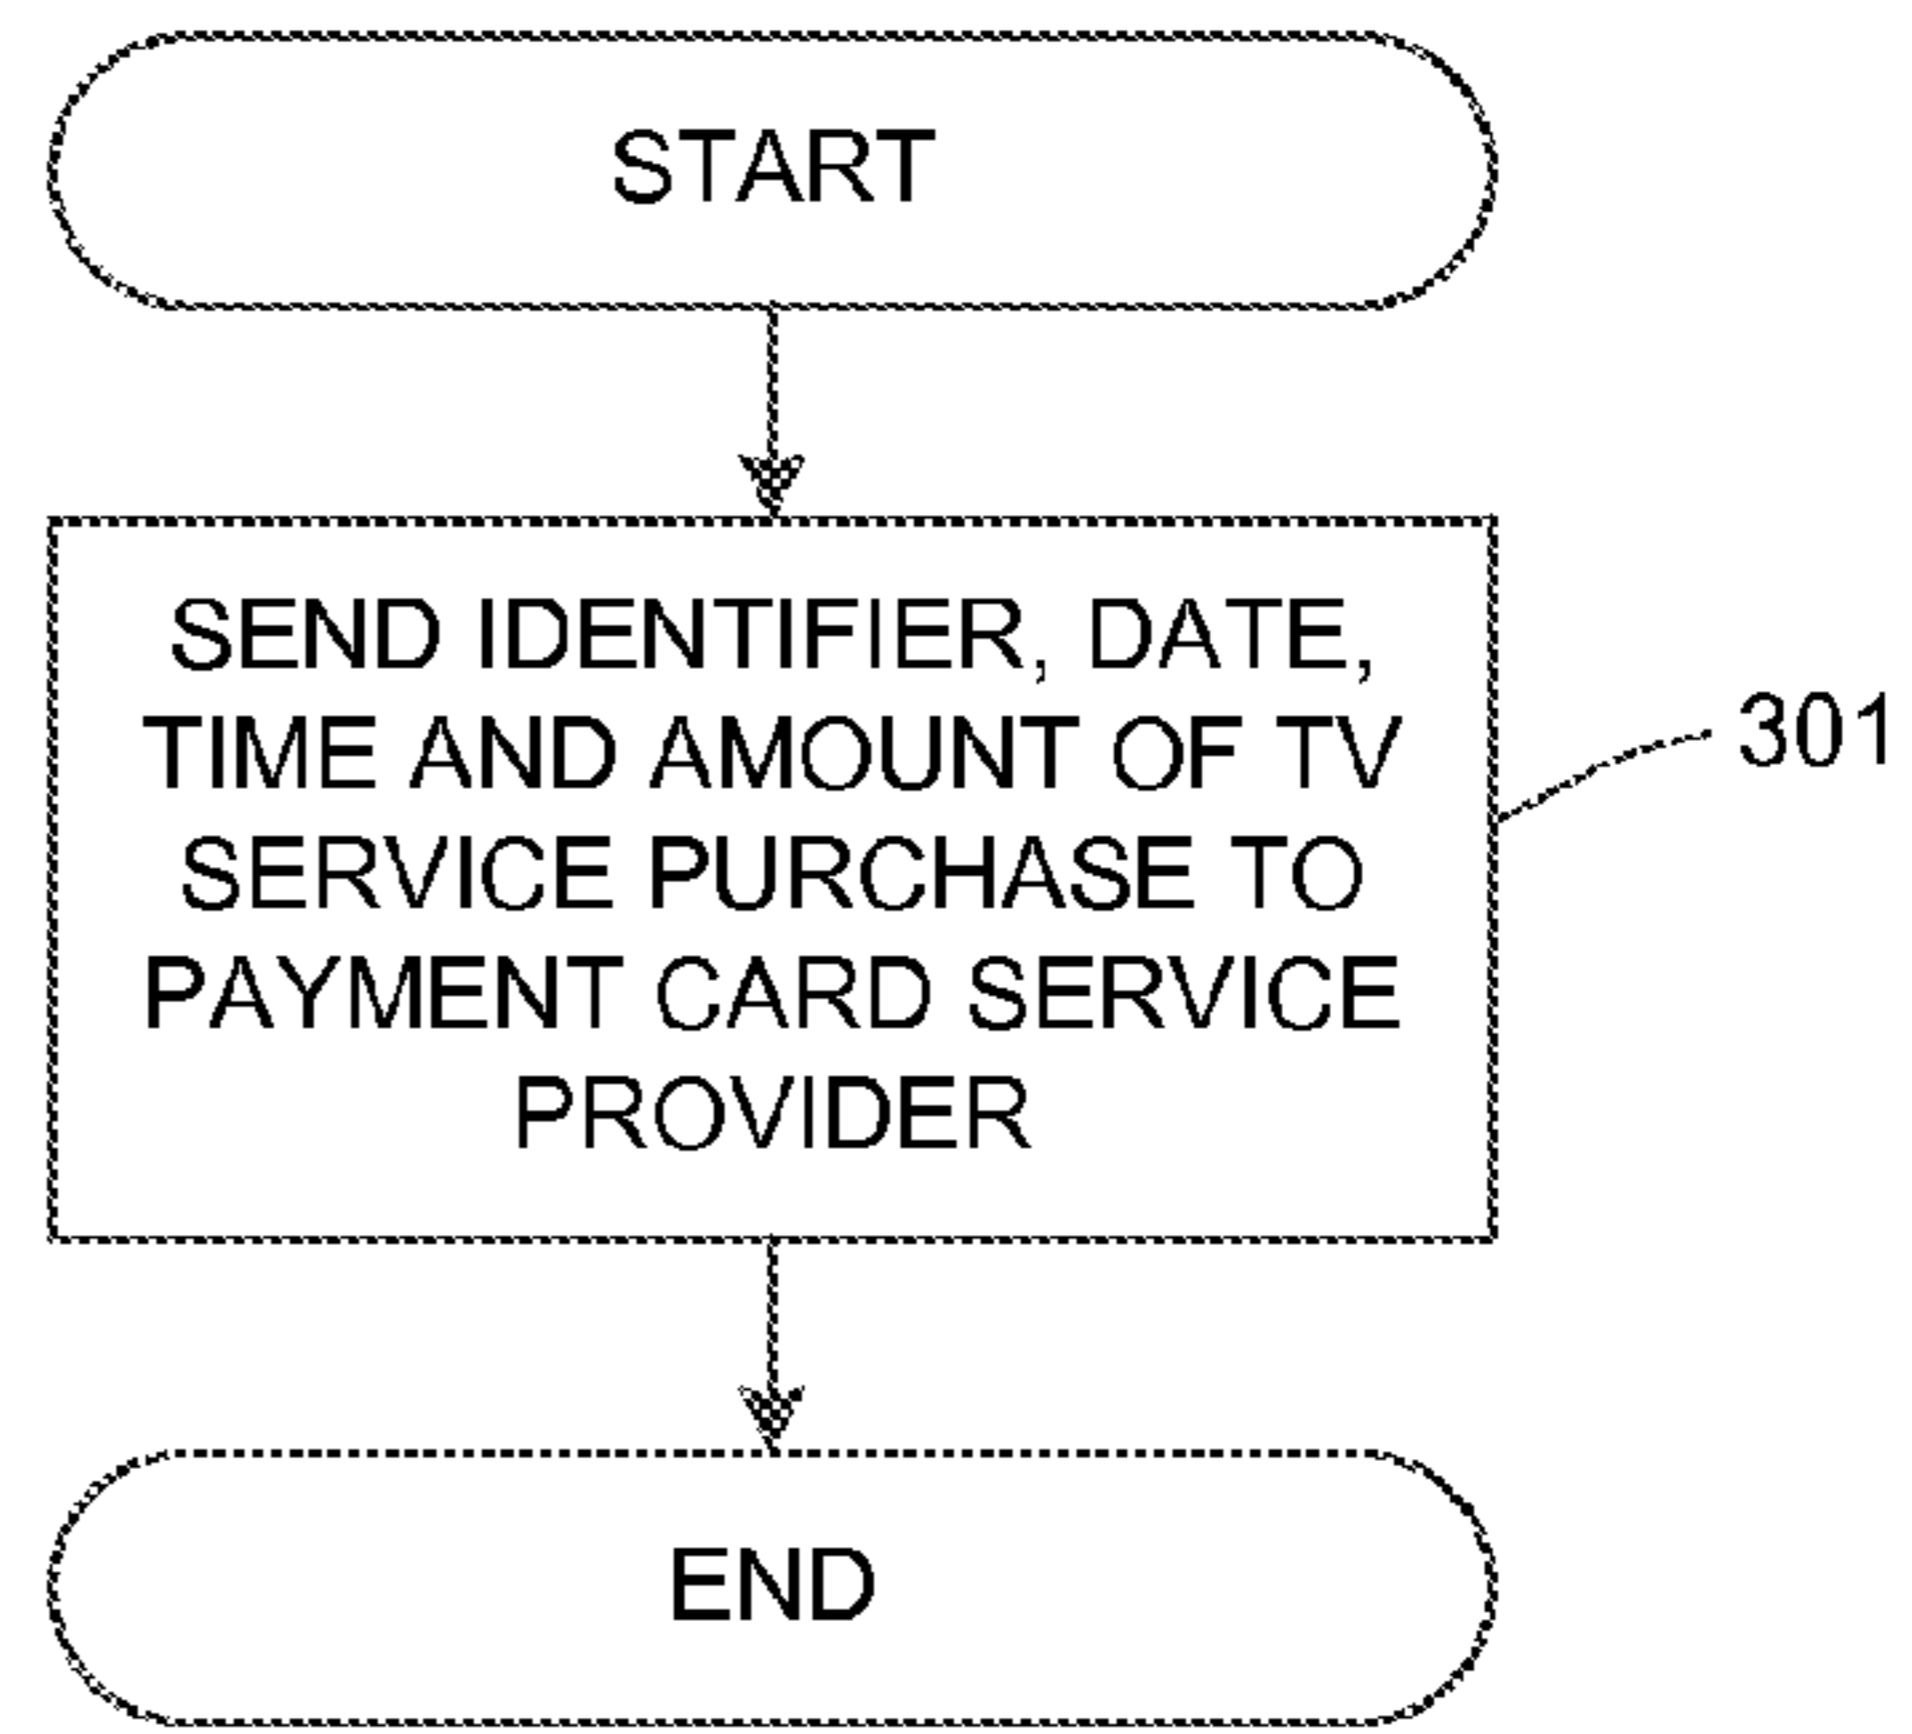 START
SEND IDENTIFIER, DATE,
TIME AND AMOUNT OF TV
SERVICE PURCHASE TO
PAYMENT CARD SERVICE
PROVIDER
301
END